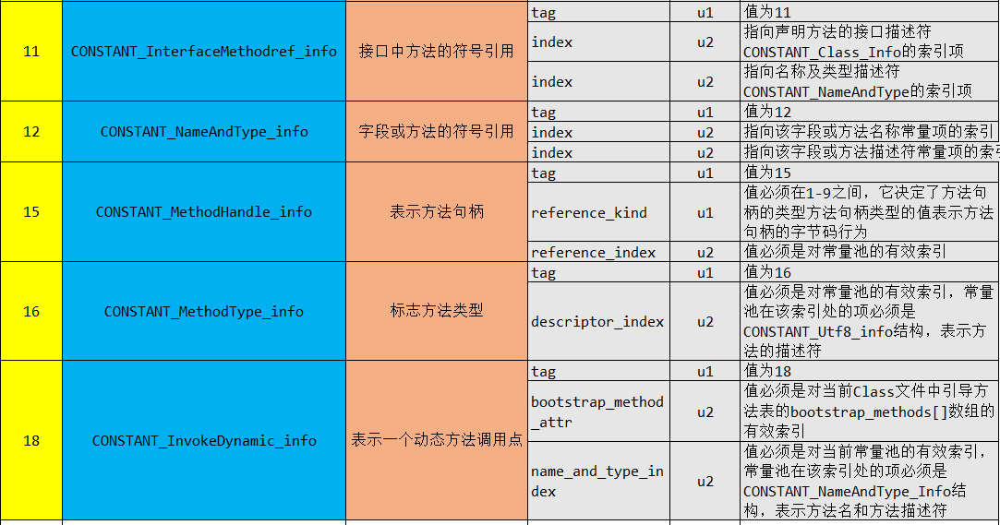 11
CONSTANT_InterfaceMethodref_info
接口中方法的符号引用
tag
u1
值为11
index
u2
指向声明方法的接口描述符
CONSTANT_Class_Info的索引项
index
u2
指向名称及类型描述符
CONSTANT_NameAndType的索引项
12
CONSTANT_NameAndType_info
字段或方法的符号引用
tag
u1
值为12
index
u2
指向该字段或方法名称常量项的索引
index
u2
指向该字段或方法描述符常量项的索引
15
CONSTANT_MethodHandle_info
表示方法句柄
tag
u1
值为15
reference_kind
u1
值必须在1-9之间，它决定了方法句
柄的类型方法句柄类型的值表示方法
句柄的字节码行为
reference_index
u2
值必须是对常量池的有效索引
16
CONSTANT_MethodType_info
标志方法类型
tag
u1
值为16
descriptor_index
u2
值必须是对常量池的有效索引，常量
池在该索引处的项必须是
CONSTANT_Utf8_info结构，表示方
法的描述符
18
CONSTANT_InvokeDynamic_info
表示一个动态方法调用点
tag
u1
值为18
bootstrap_method
_attr
u2
值必须是对当前Class文件中引导方
法表的bootstrap_methods[]数组的
有效索引
name_and_type_in
dex
u2
值必须是对当前常量池的有效索引，
常量池在该索引处的项必须是
CONSTANT_NameAndType_Info结
构，表示方法名和方法描述符